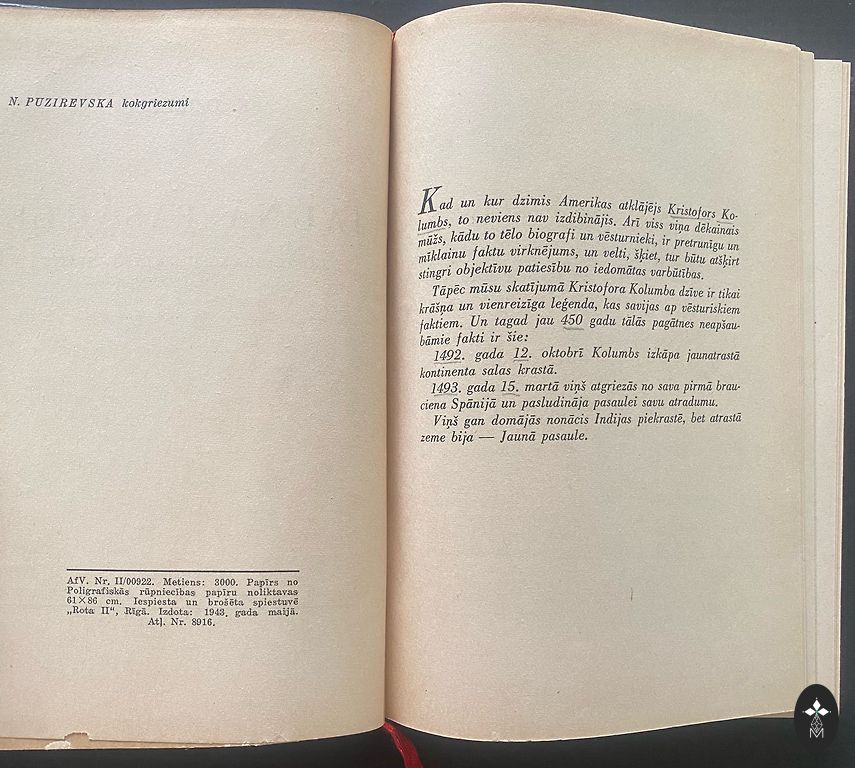 N. PUZIREVSKA kokgriezumi
AfV. Nr. II/00922. Metiens: 3000. Papīrs no
Poligrafiskās rūpniecības papīru noliktavas
61×86 cm. Iespiesta un brošēta spiestuvē
„Rota II“, Rīgā. Izdota: 1943. gada maijā.
Atļ. Nr. 8916.
Kad un kur dzimis Amerikas atklājējs Kristofors Ko-
lumbs, to neviens nav izdibinājis. Arī viss viņa dēkainais
mūžs, kādu to tēlo biografi un vēsturnieki, ir pretrunīgu un
mīklainu faktu virknējums, un velti, šķiet, tur būtu atšķirt
stingri objektīvu patiesību no iedomātas varbūtības.
Tāpēc mūsu skatījumā Kristofora Kolumba dzīve ir tikai
krāšņa un vienreizīga leģenda, kas savijas ap vēsturiskiem
faktiem. Un tagad jau 450 gadu tālās pagātnes neapšau-
bāmie fakti ir šie:
1492. gada 12. oktobrī Kolumbs izkāpa jaunatrastā
kontinenta salas krastā.
1493. gada 15. martā viņš atgriezās no sava pirmā brau-
ciena Spānijā un pasludināja pasaulei savu atradumu.
Viņš gan domājās nonācis Indijas piekrastē, bet atrastā
zeme bija — Jaunā pasaule.
M